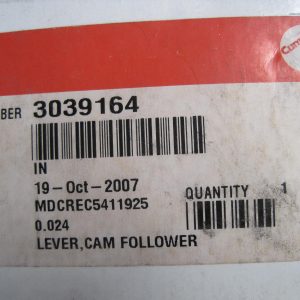 BER 3039164
IN
19-Oct-2007
MDCREC5411925
QUANTITY 1
0.024
LEVER,CAM FOLLOWER